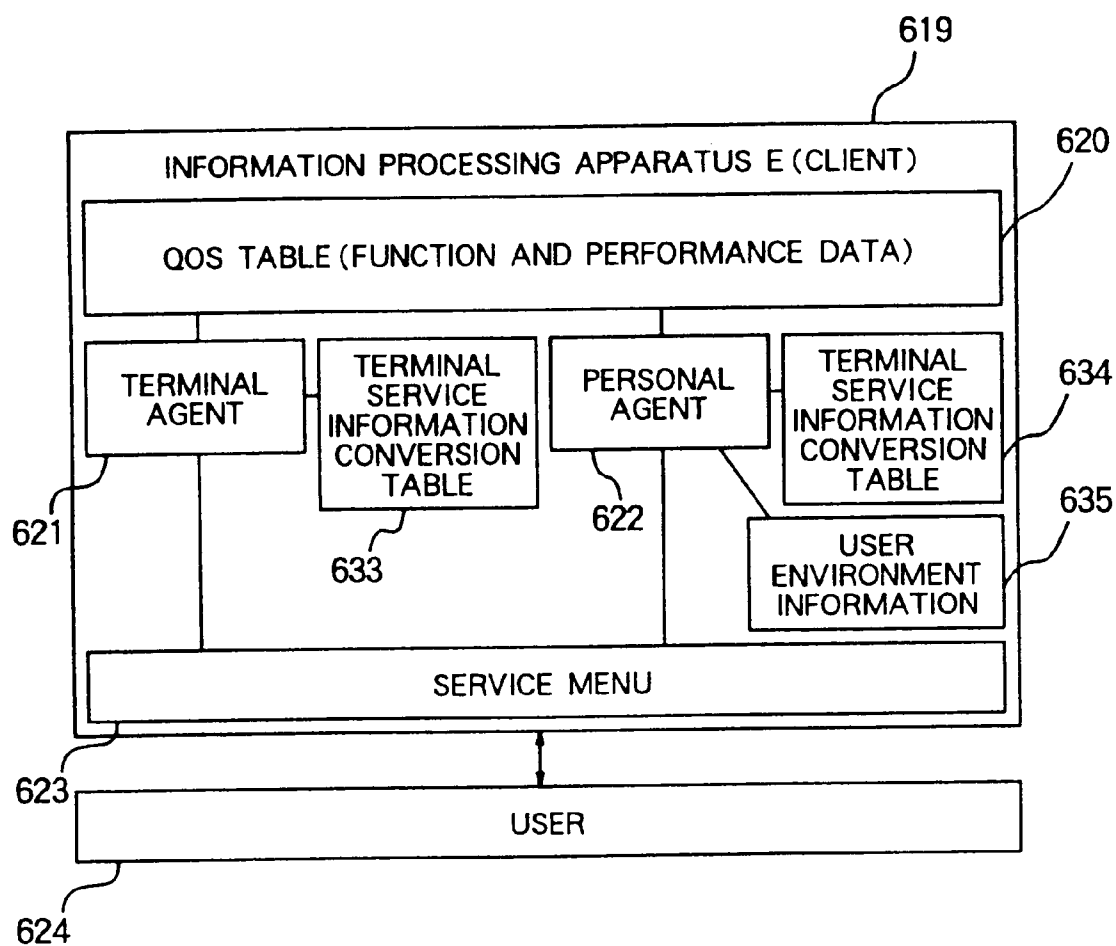 619
INFORMATION PROCESSING APPARATUS E (CLIENT)
620
QOS TABLE (FUNCTION AND PERFORMANCE DATA)
TERMINAL
AGENT
TERMINAL
SERVICE
INFORMATION
CONVERSION
TABLE
PERSONAL
AGENT
TERMINAL
SERVICE
INFORMATION
CONVERSION
TABLE
634
621
633
622
635
USER
ENVIRONMENT
INFORMATION
SERVICE MENU
623
USER
624